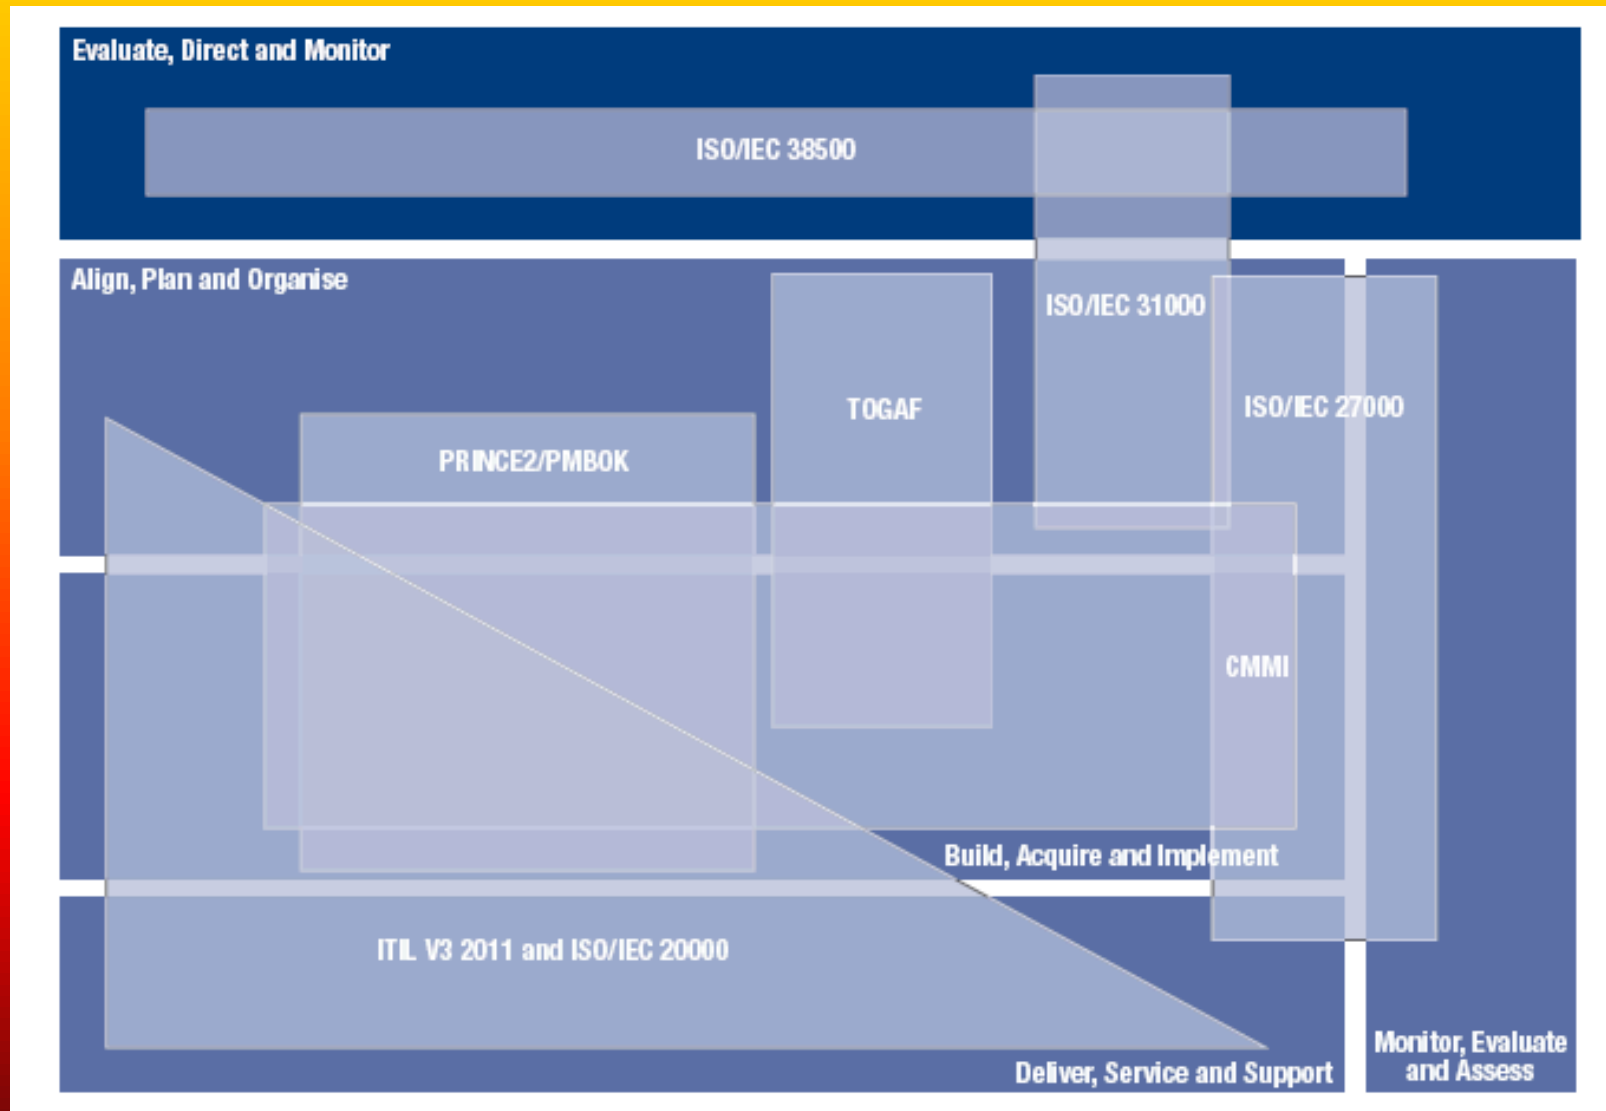 Evaluate, Direct and Monitor
ISO/IEC 38500
Align, Plan and Organise
ISO/IEC 31000
TOGAF
ISO/IEC 27000
PRINCE2/PMBOK
CMMI
Build, Acquire and Implement
ITIL V3 2011 and ISO/IEC 20000
Deliver, Service and Support
Monitor, Evaluate
and Assess